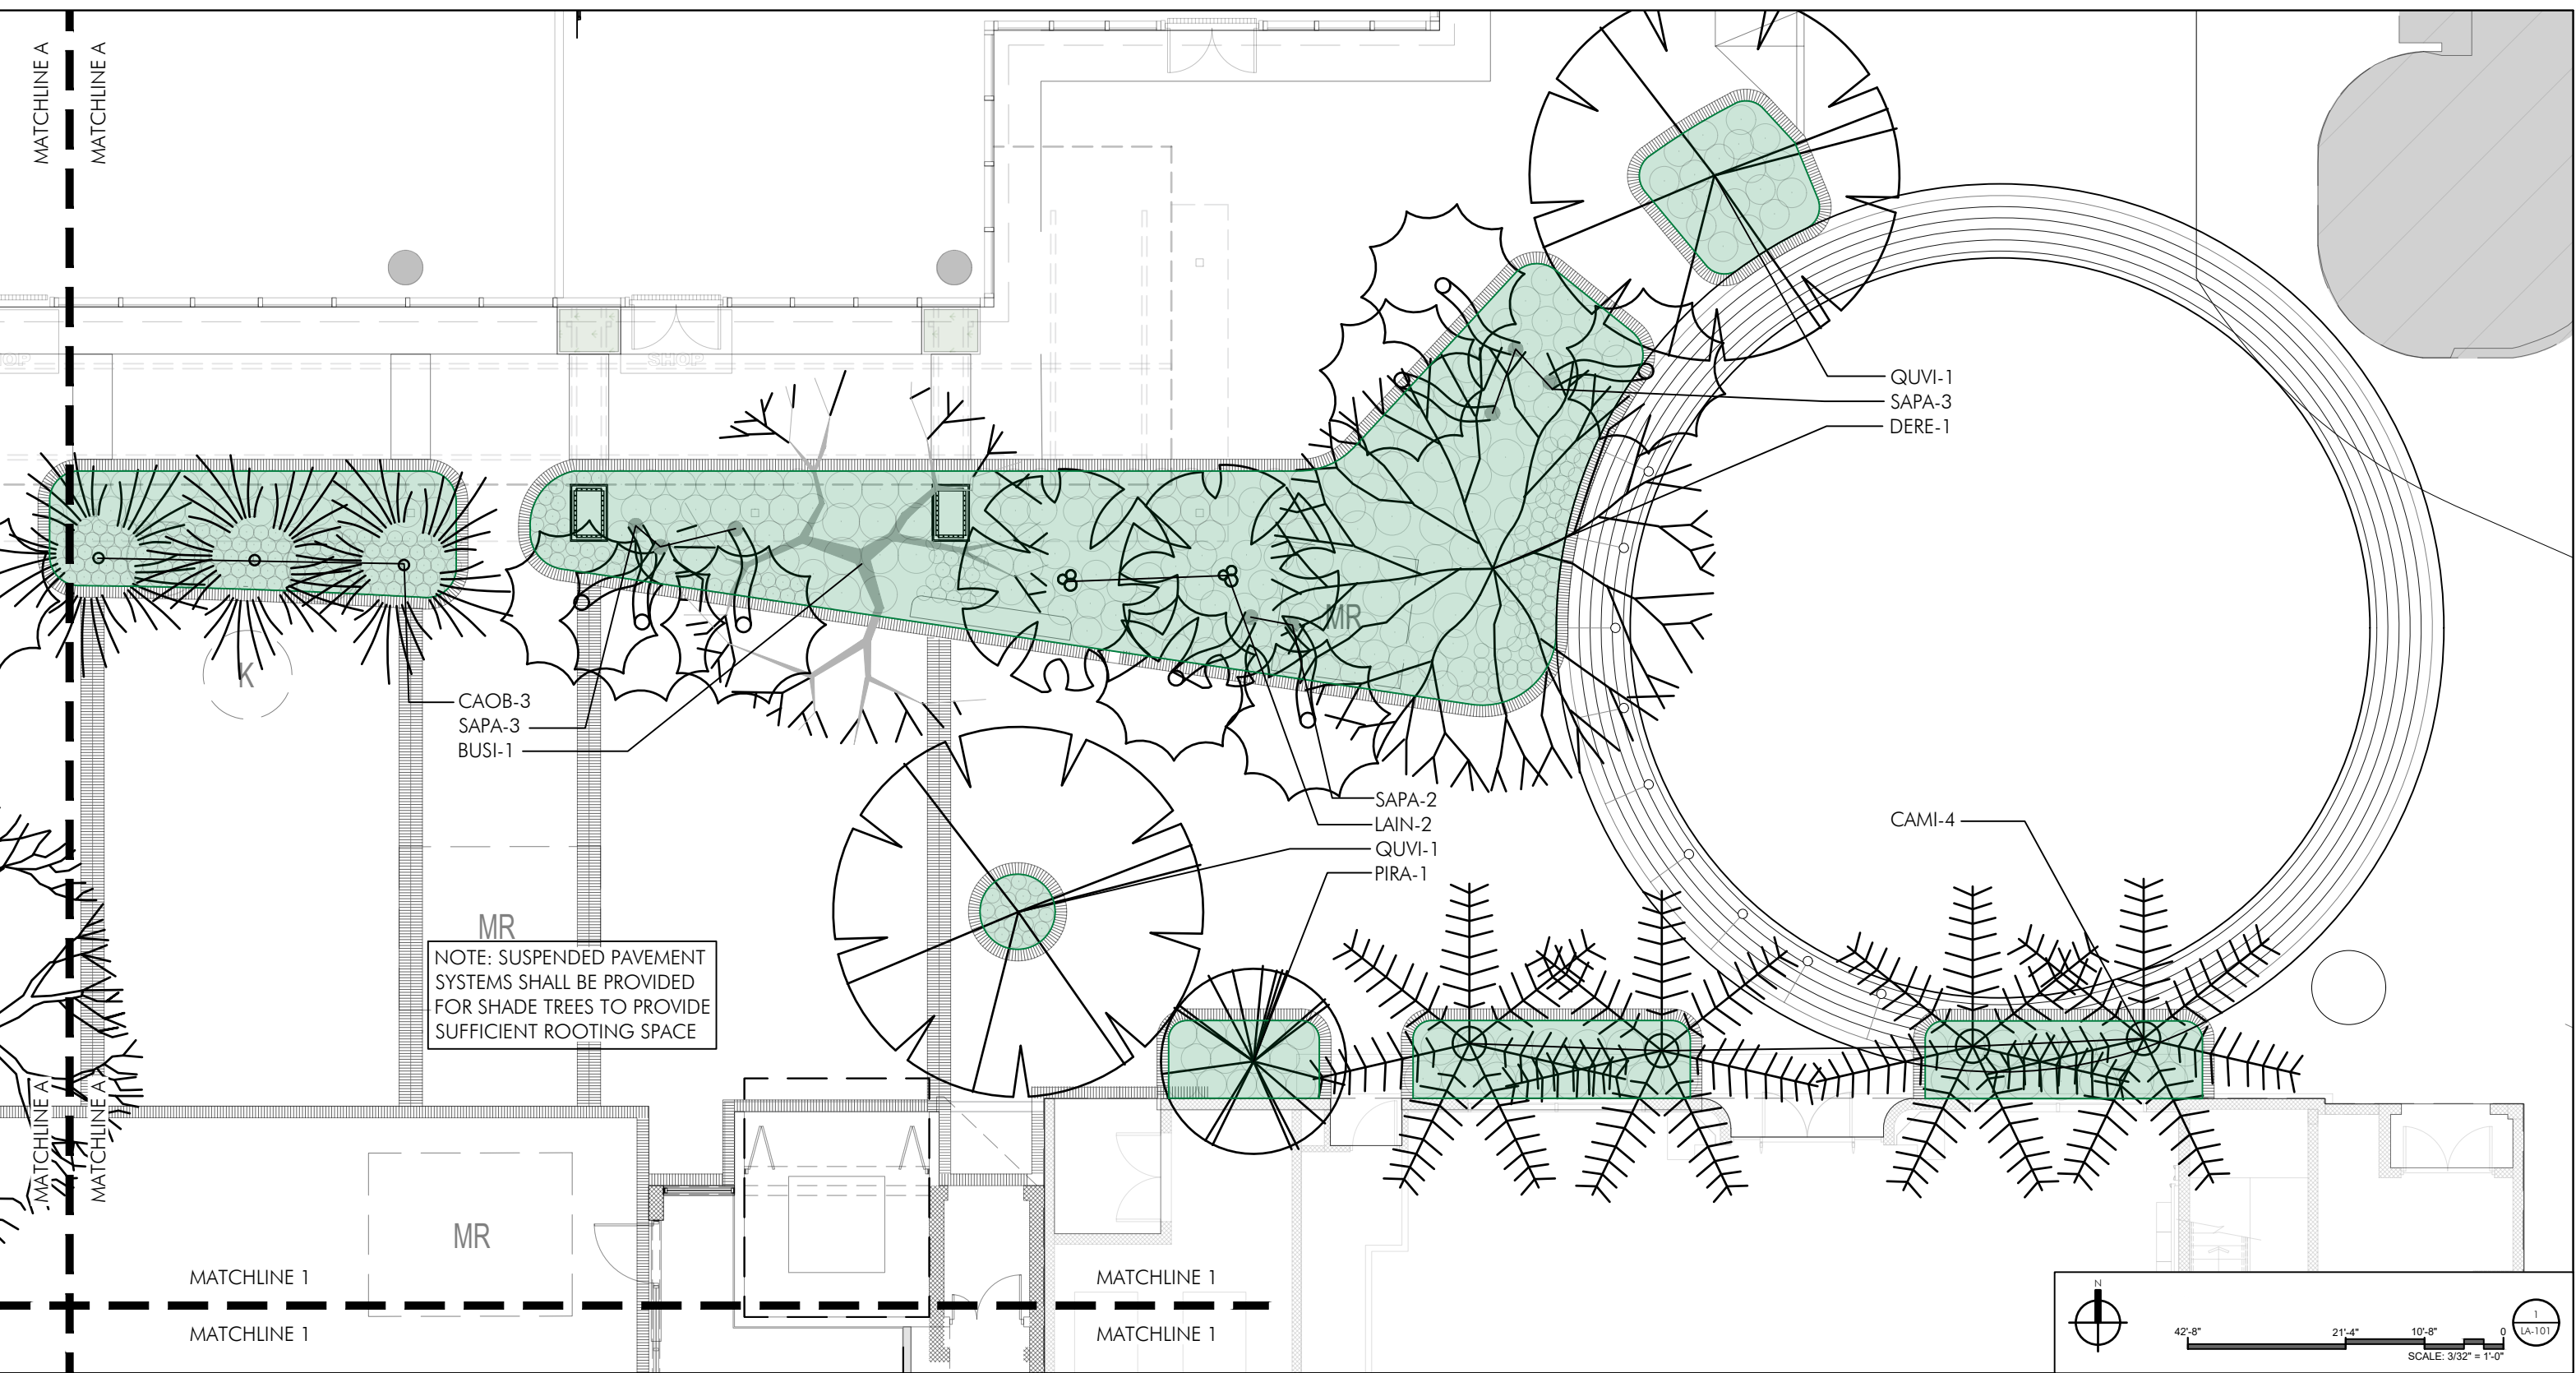 MATCHLINE A
MATCHLINE A
SHOP
QUVI-1
SAPA-3
DERE-1
MR
K
CAOB-3
SAPA-3
BUSI-1
SAPA-2
LAIN-2
QUVI-1
PIRA-1
CAMI-4
MR
NOTE: SUSPENDED PAVEMENT
SYSTEMS SHALL BE PROVIDED
FOR SHADE TREES TO PROVIDE
SUFFICIENT ROOTING SPACE
MATCHLINE A
MATCHLINE A
MR
MATCHLINE 1
MATCHLINE 1
MATCHLINE 1
MATCHLINE 1
N
42'-8"
21'-4"
10'-8"
0
SCALE: 3/32" = 1'-0"
1
LA-101